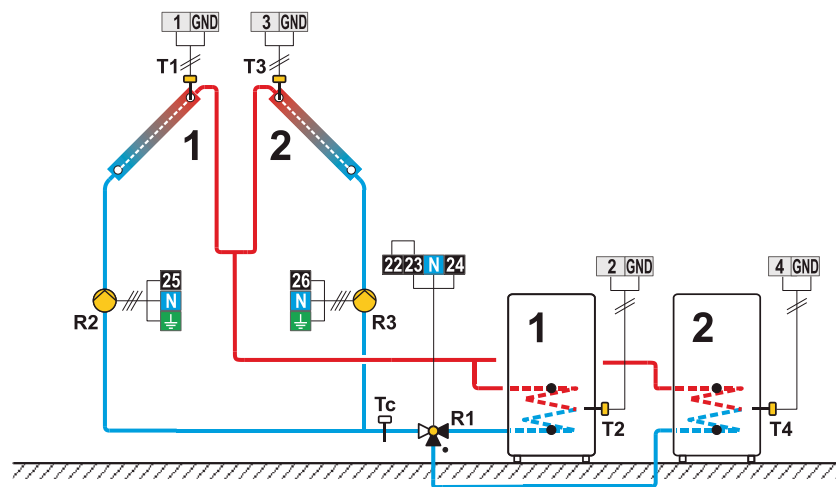 1 GND
3 GND
T1
T3
1
2
22 23 N 24
2 GND
4 GND
25
N
26
N
R2
R3
1
2
Tc
R1
T2
T4